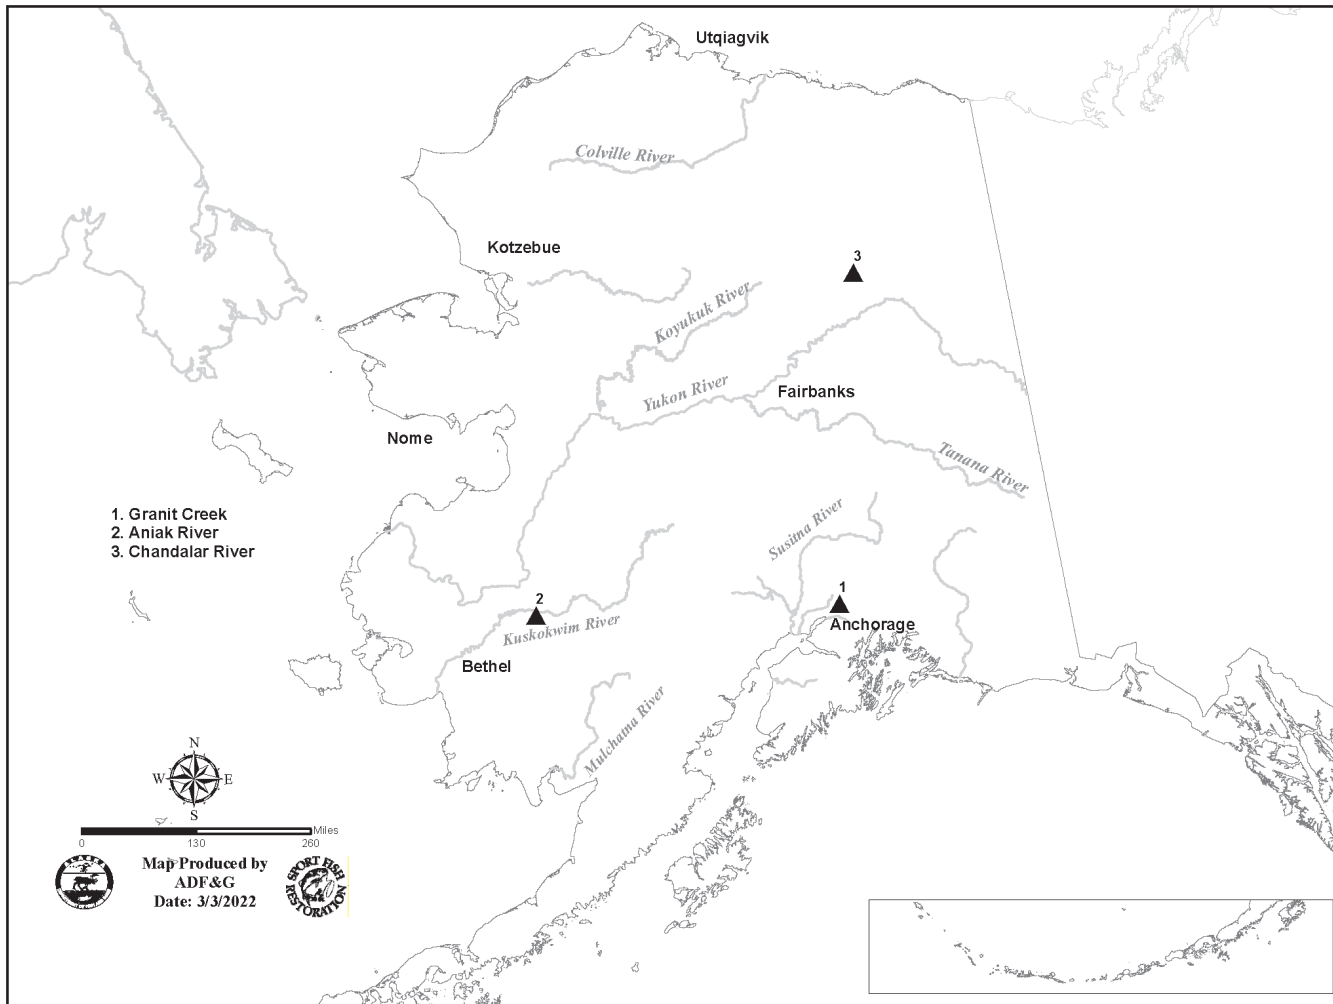 Utqiagvik
Colville River
Kotzebue
3
Koyukuk River
Yukon River
Fairbanks
Nome
Tanana River
1. Granit Creek
2. Aniak River
3. Chandalar River
Susitna River
2
1
Kuskokwim River
Anchorage
Bethel
Mulchatna River
N
W E
S
Miles
0 130 260
Map Produced by
ADF&G
Date: 3/3/2022
ALASKA
SPORT FISH
RESTORATION